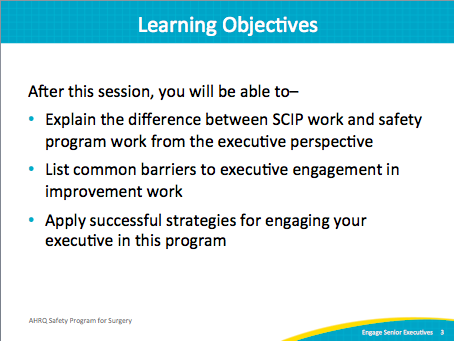 Learning Objectives
After this session, you will be able to–
• Explain the difference between SCIP work and safety
program work from the executive perspective
• List common barriers to executive engagement in
improvement work
• Apply successful strategies for engaging your
executive in this program
AHRQ Safety Program for Surgery
Engage Senior Executives 3